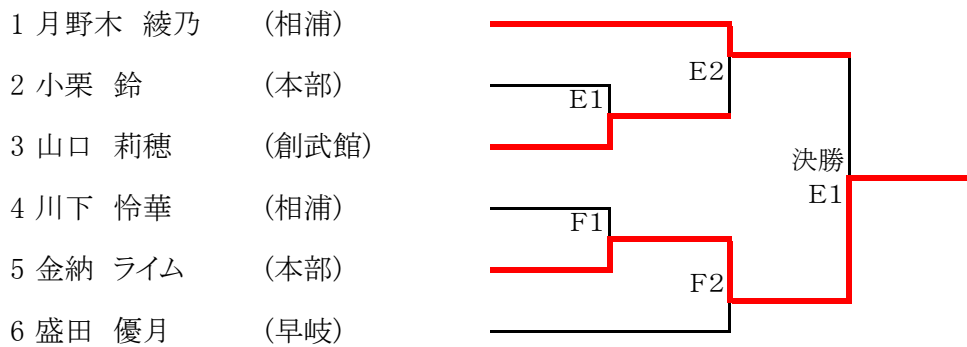 1 月野木 綾乃 (相浦)
2 小栗 鈴 (本部)
3 山口 莉穂 (創武館)
4 川下 怜華 (相浦)
5 金納 ライム (本部)
6 盛田 優月 (早岐)
E1
E2
F1
F2
決勝
E1